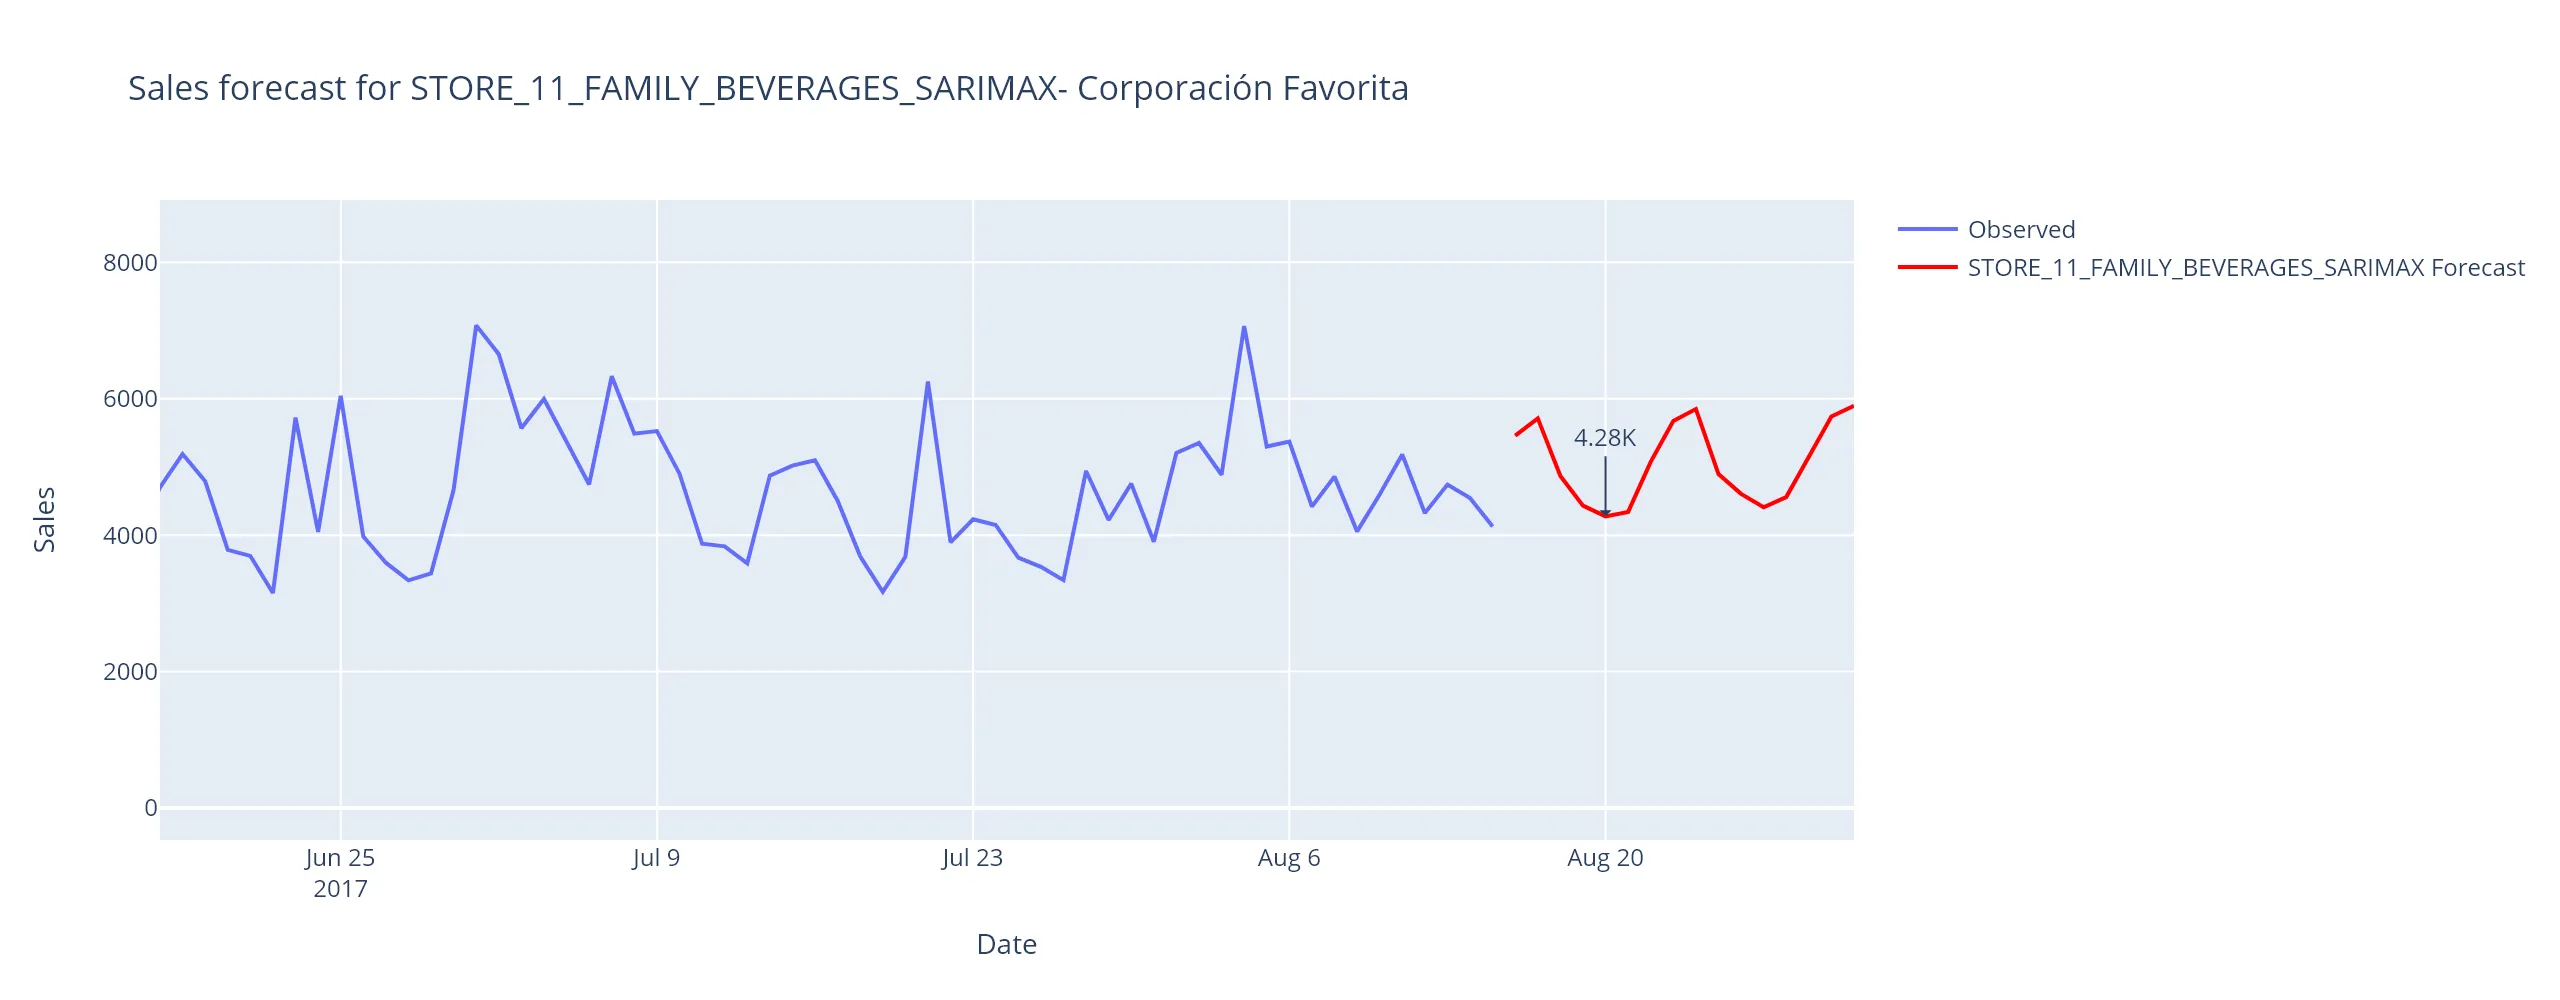 Sales forecast for STORE_11_FAMILY_BEVERAGES_SARIMAX- Corporación Favorita
Observed
STORE_11_FAMILY_BEVERAGES_SARIMAX Forecast
8000
6000
4000
2000
0
Sales
4.28K
Jun 25
2017
Jul 9
Jul 23
Aug 6
Aug 20
Date